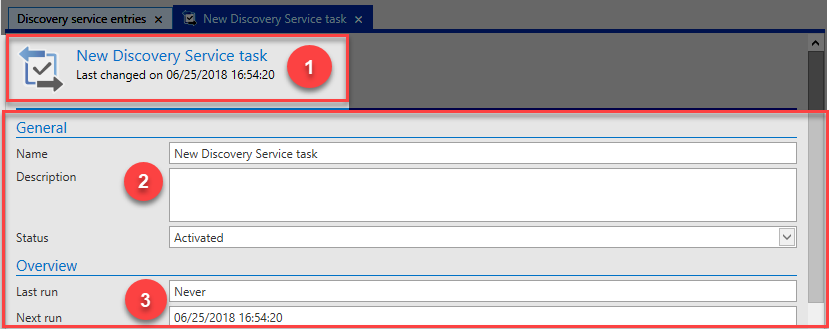 Discovery service entries
New Discovery Service task
New Discovery Service task
Last changed on 06/25/2018 16:54:20
1
General
Name New Discovery Service task
Description
2
Status Activated
Overview
Last run Never
3
Next run 06/25/2018 16:54:20